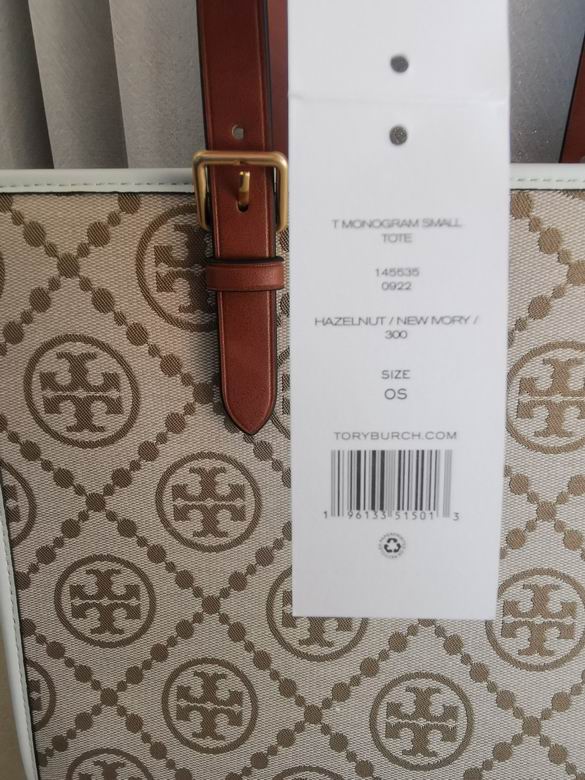 T MONOGRAM SMALL
TOTE
145535
0922
HAZELNUT / NEW IVORY /
300
SIZE
OS
TORYBURCH.COM
1 96133 51501 3